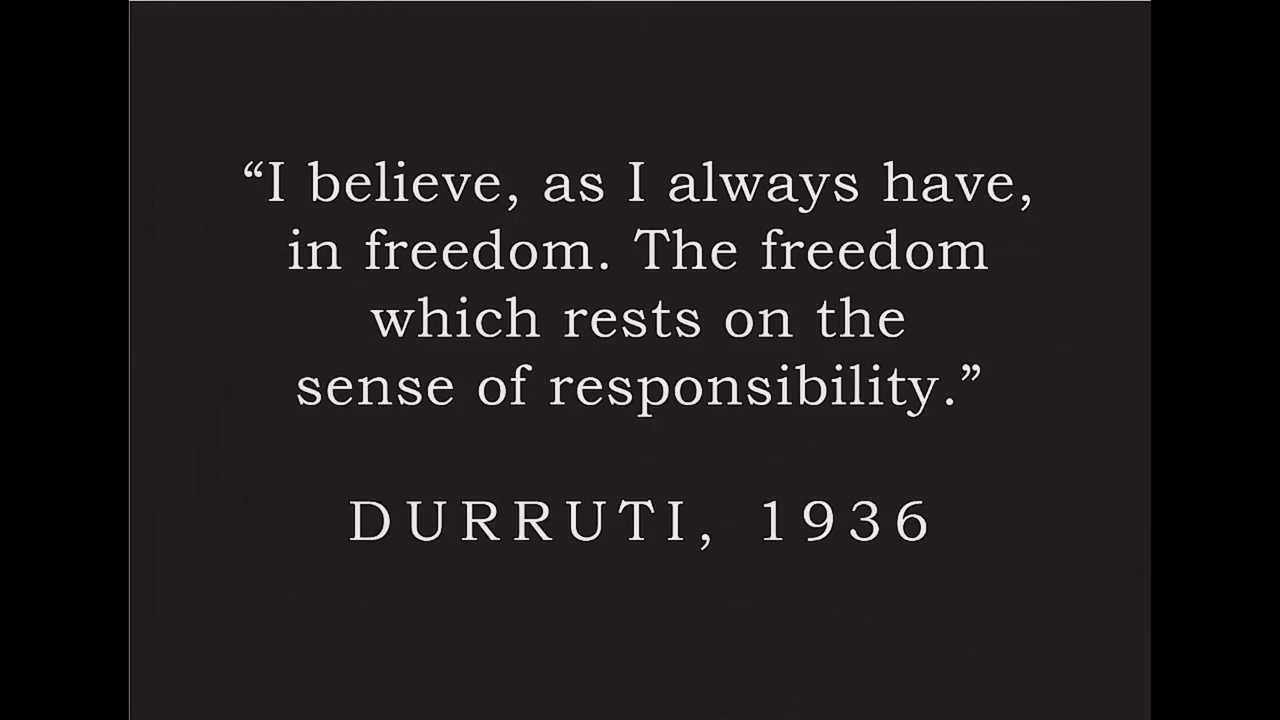 “I believe, as I always have,
in freedom. The freedom
which rests on the
sense of responsibility.”
DURRUTI, 1936